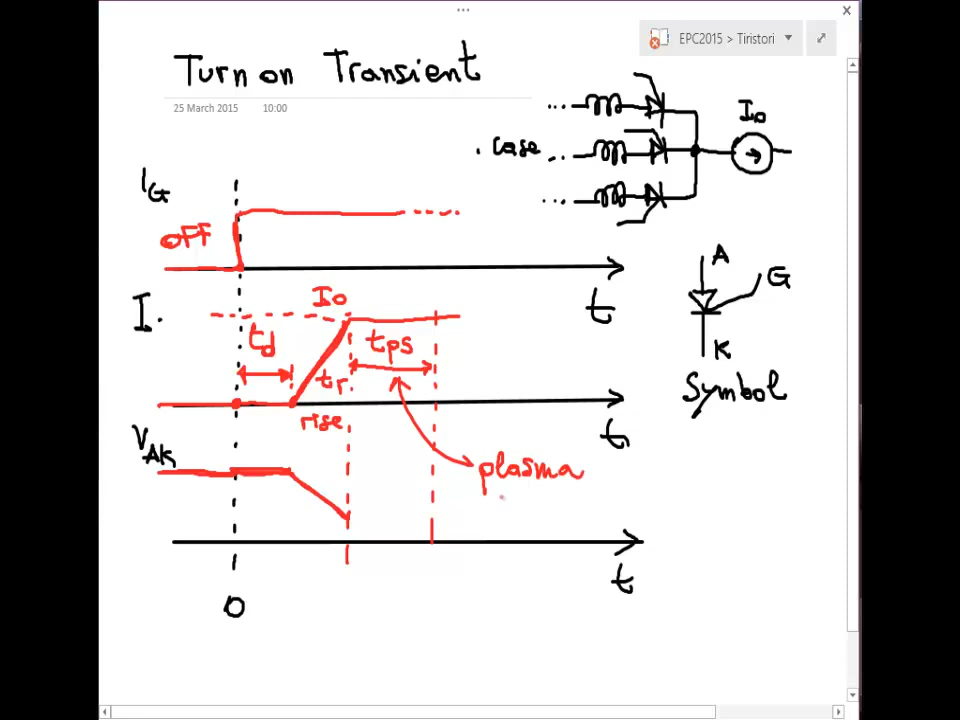 EPC2015 > Tiristori
Turn on Transient
25 March 2015 10:00
Io
... case ...
...
...
IG
OFF
t
A
G
K
Symbol
I
Io
td
tps
tr
rise
t
VAK
plasma
t
0